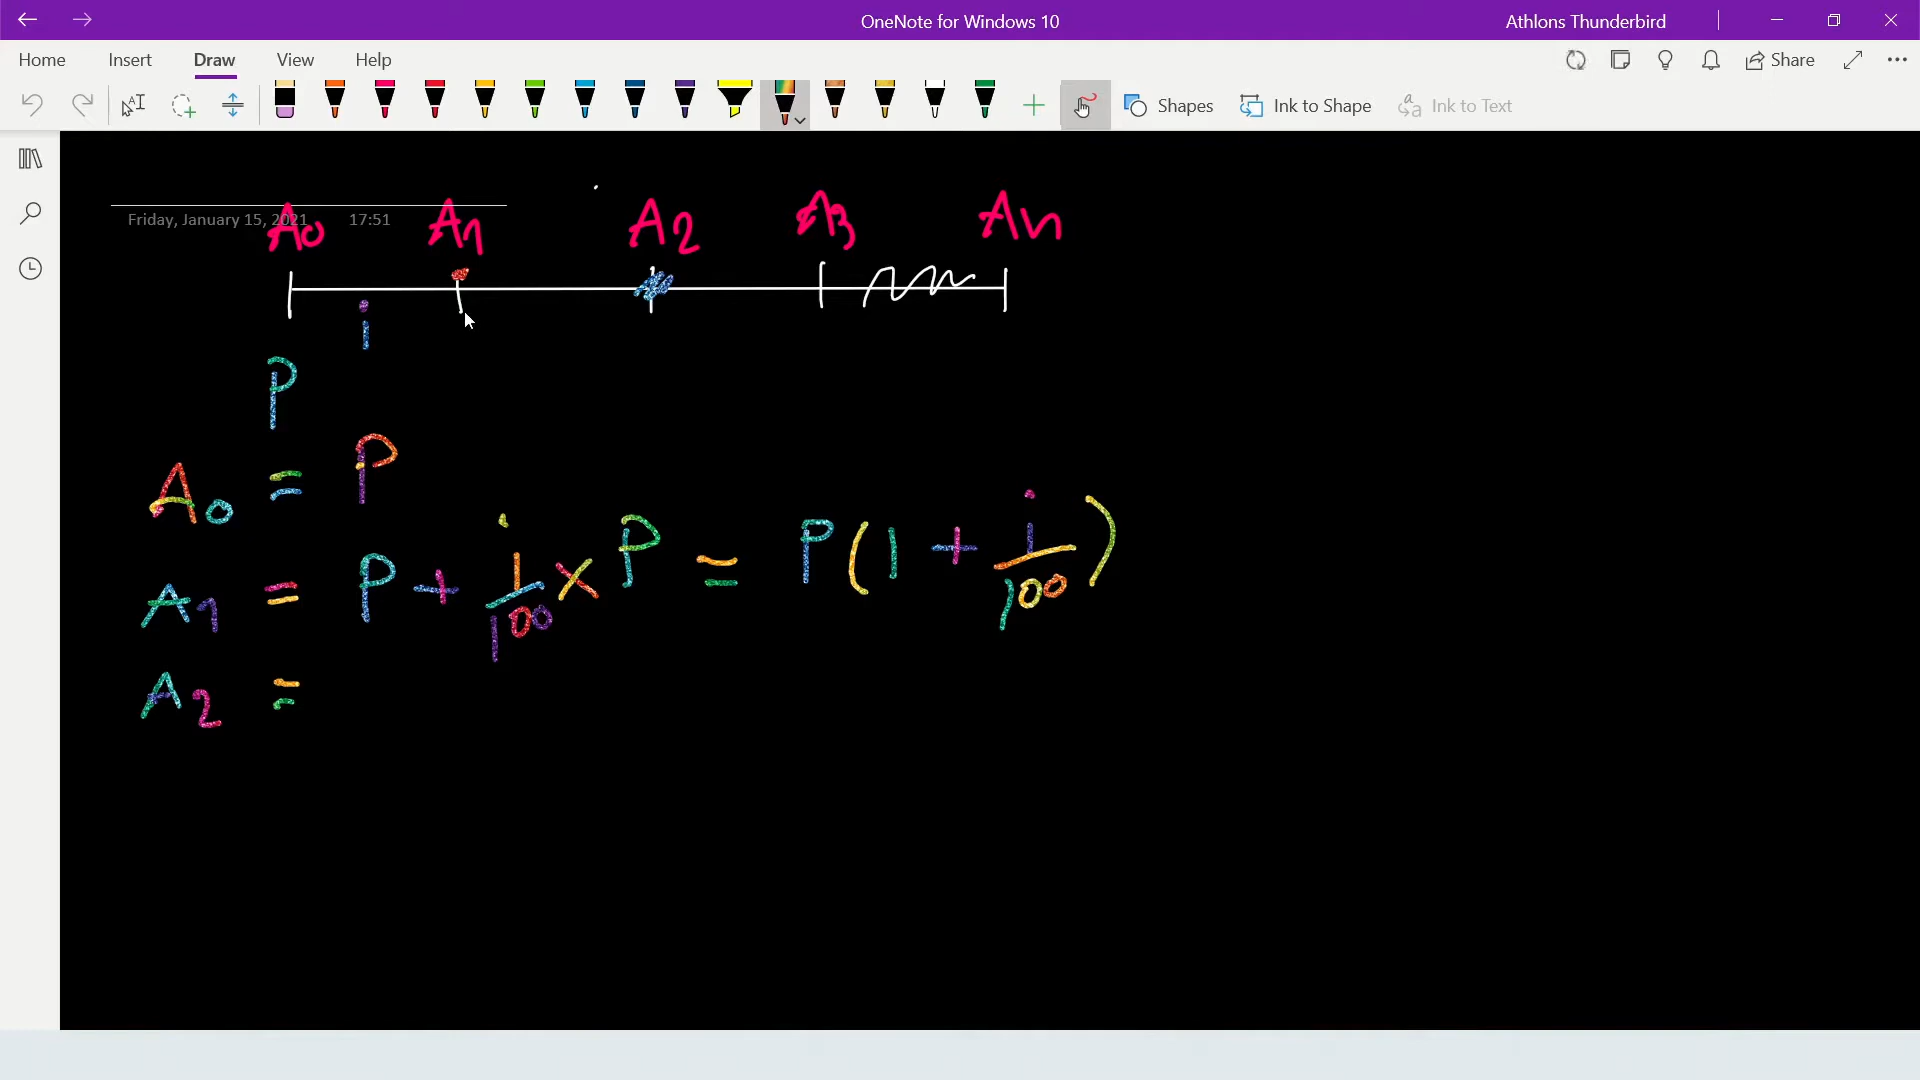 OneNote for Windows 10
Athlons Thunderbird
Home Insert Draw View Help
Share
Shapes Ink to Shape Ink to Text
Friday, January 15, 2021 17:51
A0 A1 A2 A3 An
i
P
A0 = P
A1 = P + i/100 × P = P(1 + i/100)
A2 =